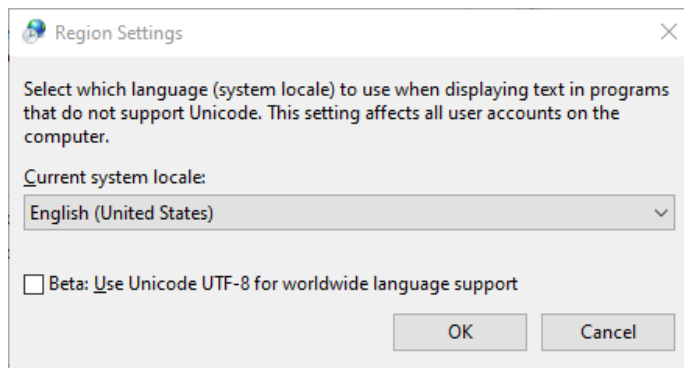 Region Settings
Select which language (system locale) to use when displaying text in programs
that do not support Unicode. This setting affects all user accounts on the
computer.
Current system locale:
English (United States)
Beta: Use Unicode UTF-8 for worldwide language support
OK
Cancel